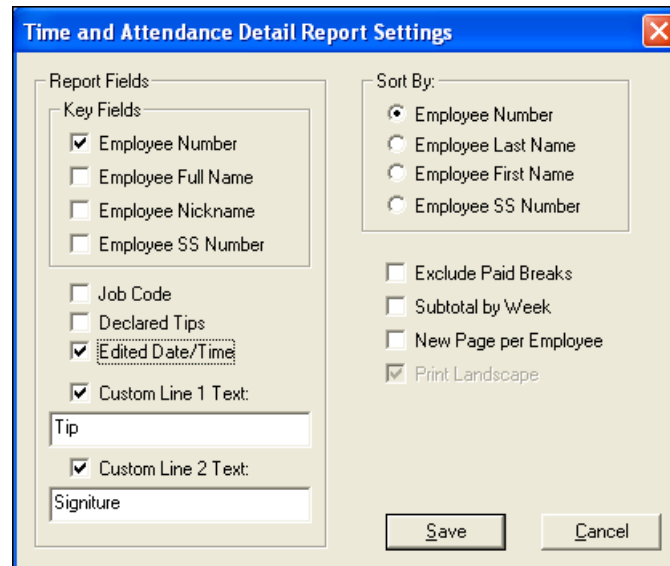 Time and Attendance Detail Report Settings
Report Fields
Key Fields
Employee Number
Employee Full Name
Employee Nickname
Employee SS Number
Job Code
Declared Tips
Edited Date/Time
Custom Line 1 Text:
Tip
Custom Line 2 Text:
Signiture
Sort By:
Employee Number
Employee Last Name
Employee First Name
Employee SS Number
Exclude Paid Breaks
Subtotal by Week
New Page per Employee
Print Landscape
Save
Cancel